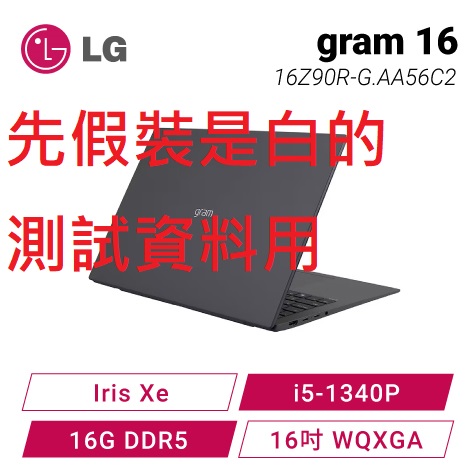 LG
gram 16
16Z90R-G.AA56C2
先假裝是白的
gram
測試資料用
Iris Xe
i5-1340P
16G DDR5
16吋 WQXGA